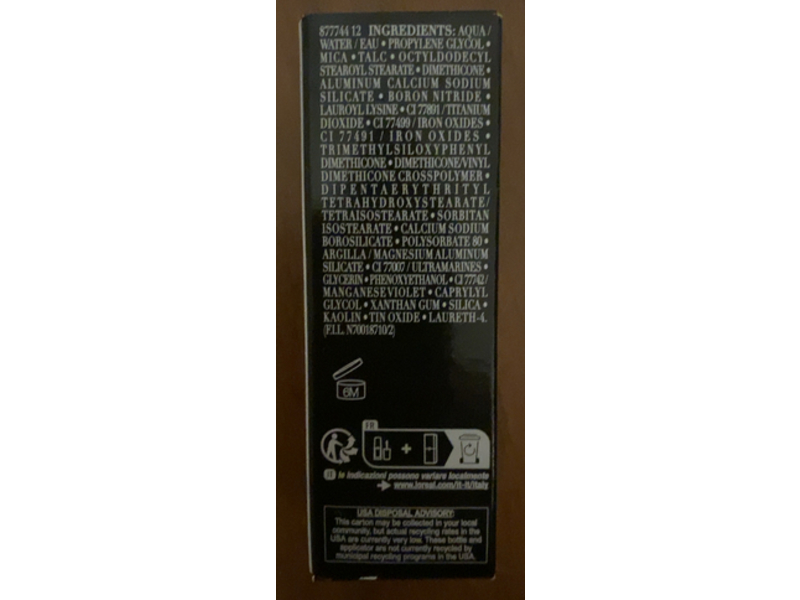 877744 12 INGREDIENTS: AQUA /
WATER / EAU • PROPYLENE GLYCOL •
MICA • TALC • OCTYLDODECYL
STEAROYL STEARATE • DIMETHICONE •
ALUMINUM CALCIUM SODIUM
SILICATE • BORON NITRIDE •
LAUROYL LYSINE • CI 77891 / TITANIUM
DIOXIDE • CI 77499 / IRON OXIDES •
CI 77491 / IRON OXIDES •
TRIMETHYLSILOXYPHENYL
DIMETHICONE • DIMETHICONE/VINYL
DIMETHICONE CROSSPOLYMER •
DIPENTAERYTHRITYL
TETRAHYDROXYSTEARATE/
TETRAISOSTEARATE • SORBITAN
ISOSTEARATE • CALCIUM SODIUM
BOROSILICATE • POLYSORBATE 80 •
ARGILLA / MAGNESIUM ALUMINUM
SILICATE • CI 77007 / ULTRAMARINES •
GLYCERIN • PHENOXYETHANOL • CI 77742 /
MANGANESE VIOLET • CAPRYLYL
GLYCOL • XANTHAN GUM • SILICA •
KAOLIN • TIN OXIDE • LAURETH-4.
(F.I.L. N70018710/2)
6M
FR
+
IT le indicazioni possono variare localmente
www.loreal.com/it-it/italy
USA DISPOSAL ADVISORY:
This carton may be collected in your local
community, but actual recycling rates in the
USA are currently very low. These bottle and
applicator are not currently recycled by
municipal recycling programs in the USA.